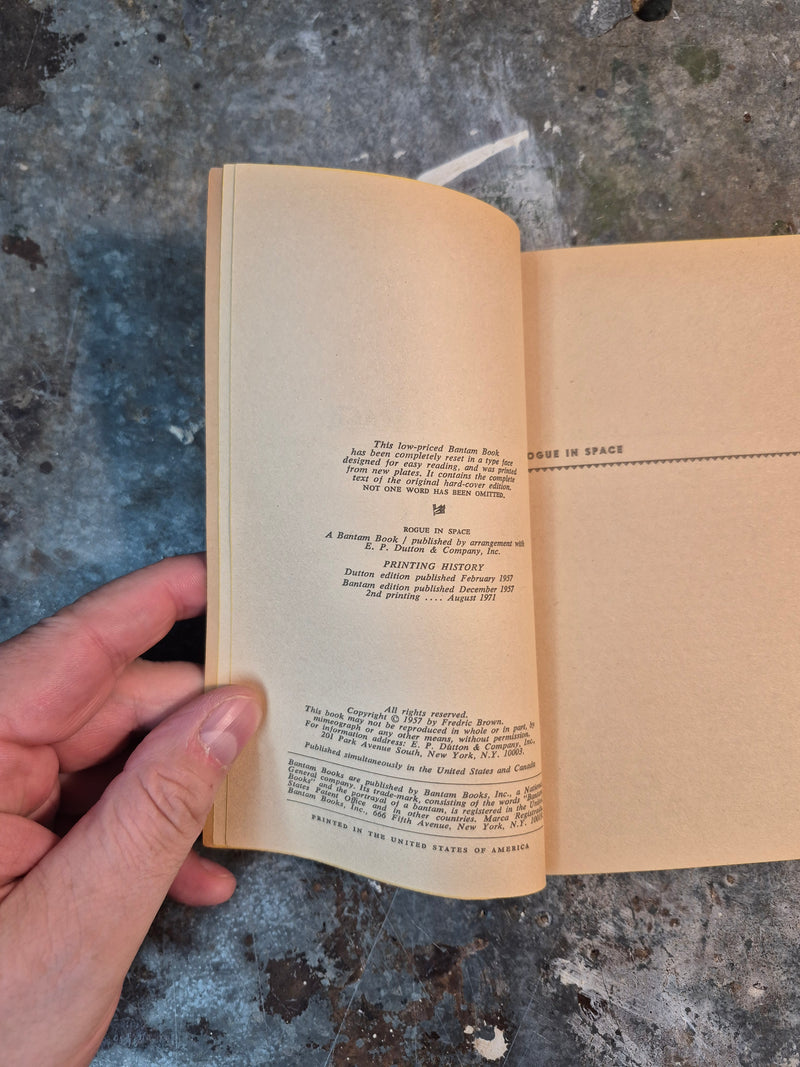 This low-priced Bantam Book
has been completely reset in a type face
designed for easy reading, and was printed
from new plates. It contains the complete
text of the original hard-cover edition.
NOT ONE WORD HAS BEEN OMITTED.
ROGUE IN SPACE
A Bantam Book / published by arrangement with
E. P. Dutton & Company, Inc.
PRINTING HISTORY
Dutton edition published February 1957
Bantam edition published December 1957
2nd printing .... August 1971
All rights reserved.
Copyright © 1957 by Fredric Brown.
This book may not be reproduced in whole or in part, by
mimeograph or any other means, without permission.
For information address: E. P. Dutton & Company, Inc.,
201 Park Avenue South, New York, N.Y. 10003.
Published simultaneously in the United States and Canada
Bantam Books are published by Bantam Books, Inc., a National
General company. Its trade-mark, consisting of the words "Bantam
Books" and the portrayal of a bantam, is registered in the United
States Patent Office and in other countries. Marca Registrada.
Bantam Books, Inc., 666 Fifth Avenue, New York, N.Y. 10019
PRINTED IN THE UNITED STATES OF AMERICA
OGUE IN SPACE